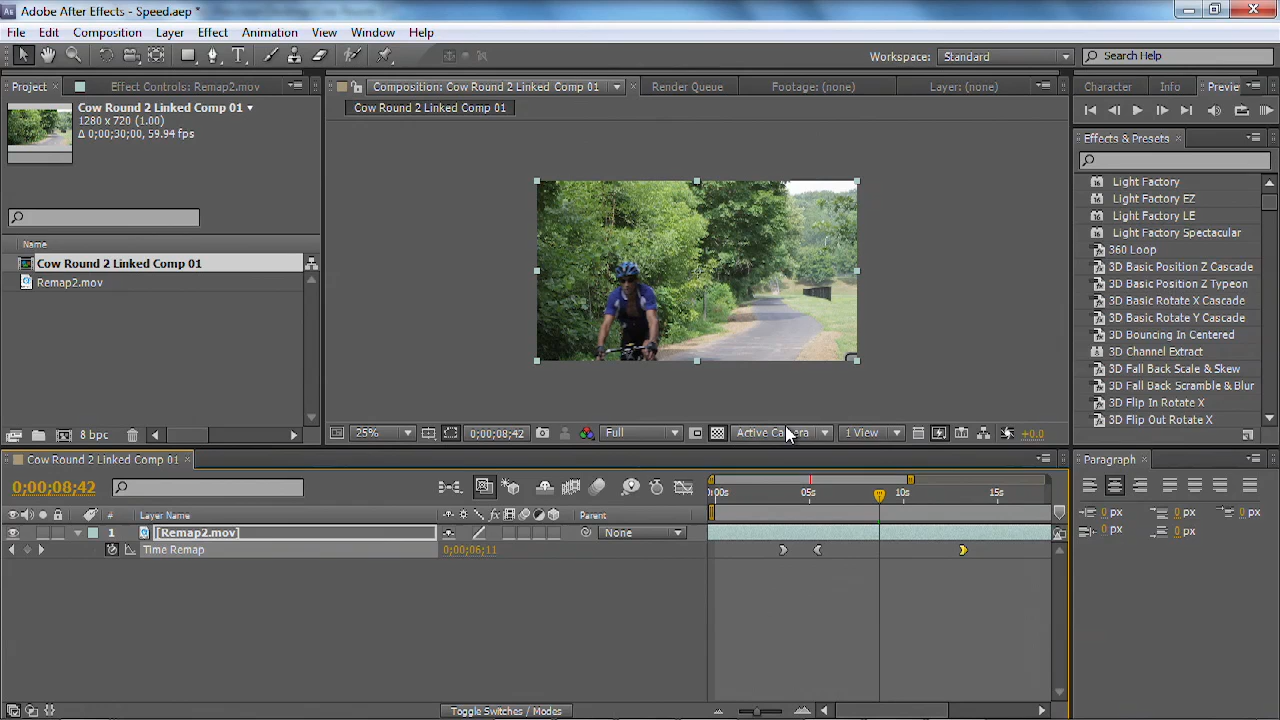 Adobe After Effects - Speed.aep *
File Edit Composition Layer Effect Animation View Window Help
Workspace: Standard Search Help
Project Effect Controls: Remap2.mov Composition: Cow Round 2 Linked Comp 01 Render Queue Footage: (none) Layer: (none) Character Info Previe
Cow Round 2 Linked Comp 01
Cow Round 2 Linked Comp 01
1280 x 720 (1.00)
Δ 0;00;30;00, 59.94 fps
Effects & Presets
Light Factory
Light Factory EZ
Light Factory LE
Light Factory Spectacular
360 Loop
3D Basic Position Z Cascade
3D Basic Position Z Typeon
3D Basic Rotate X Cascade
3D Basic Rotate Y Cascade
3D Bouncing In Centered
3D Channel Extract
3D Fall Back Scale & Skew
3D Fall Back Scramble & Blur
3D Flip In Rotate X
3D Flip Out Rotate X
Name
Cow Round 2 Linked Comp 01
Remap2.mov
8 bpc
25% 0;00;08;42 Full Active Camera 1 View +0.0
Cow Round 2 Linked Comp 01
Paragraph
0;00;08;42
):00s 05s 10s 15s
# Layer Name Parent
1 [Remap2.mov] None
Time Remap 0;00;06;11
0 px 0 px 0 px
0 px 0 px
Toggle Switches / Modes